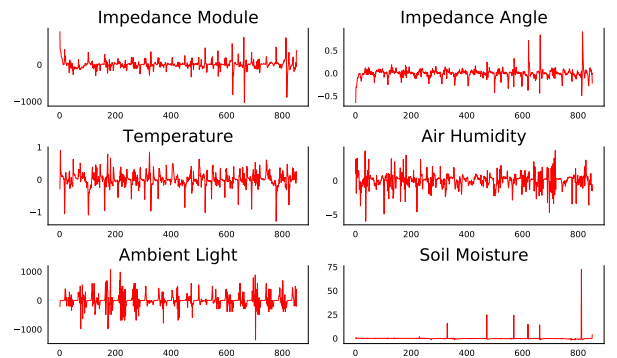 Impedance Module
Impedance Angle
0
−1000
0 200 400 600 800
0.5
0.0
−0.5
0 200 400 600 800
Temperature
Air Humidity
1
0
−1
0 200 400 600 800
0
−5
0 200 400 600 800
Ambient Light
Soil Moisture
1000
0
−1000
0 200 400 600 800
75
50
25
0
0 200 400 600 800